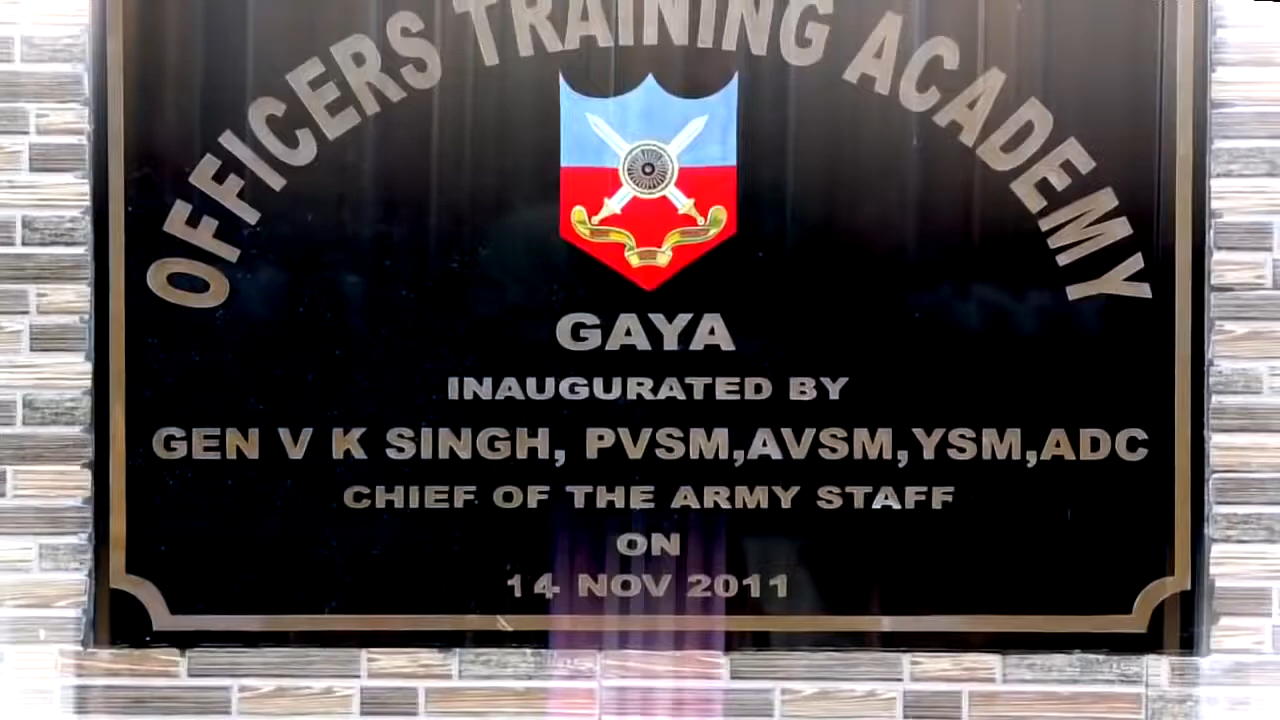 OFFICERS TRAINING ACADEMY
GAYA
INAUGURATED BY
GEN V K SINGH, PVSM,AVSM,YSM,ADC
CHIEF OF THE ARMY STAFF
ON
14 NOV 2011